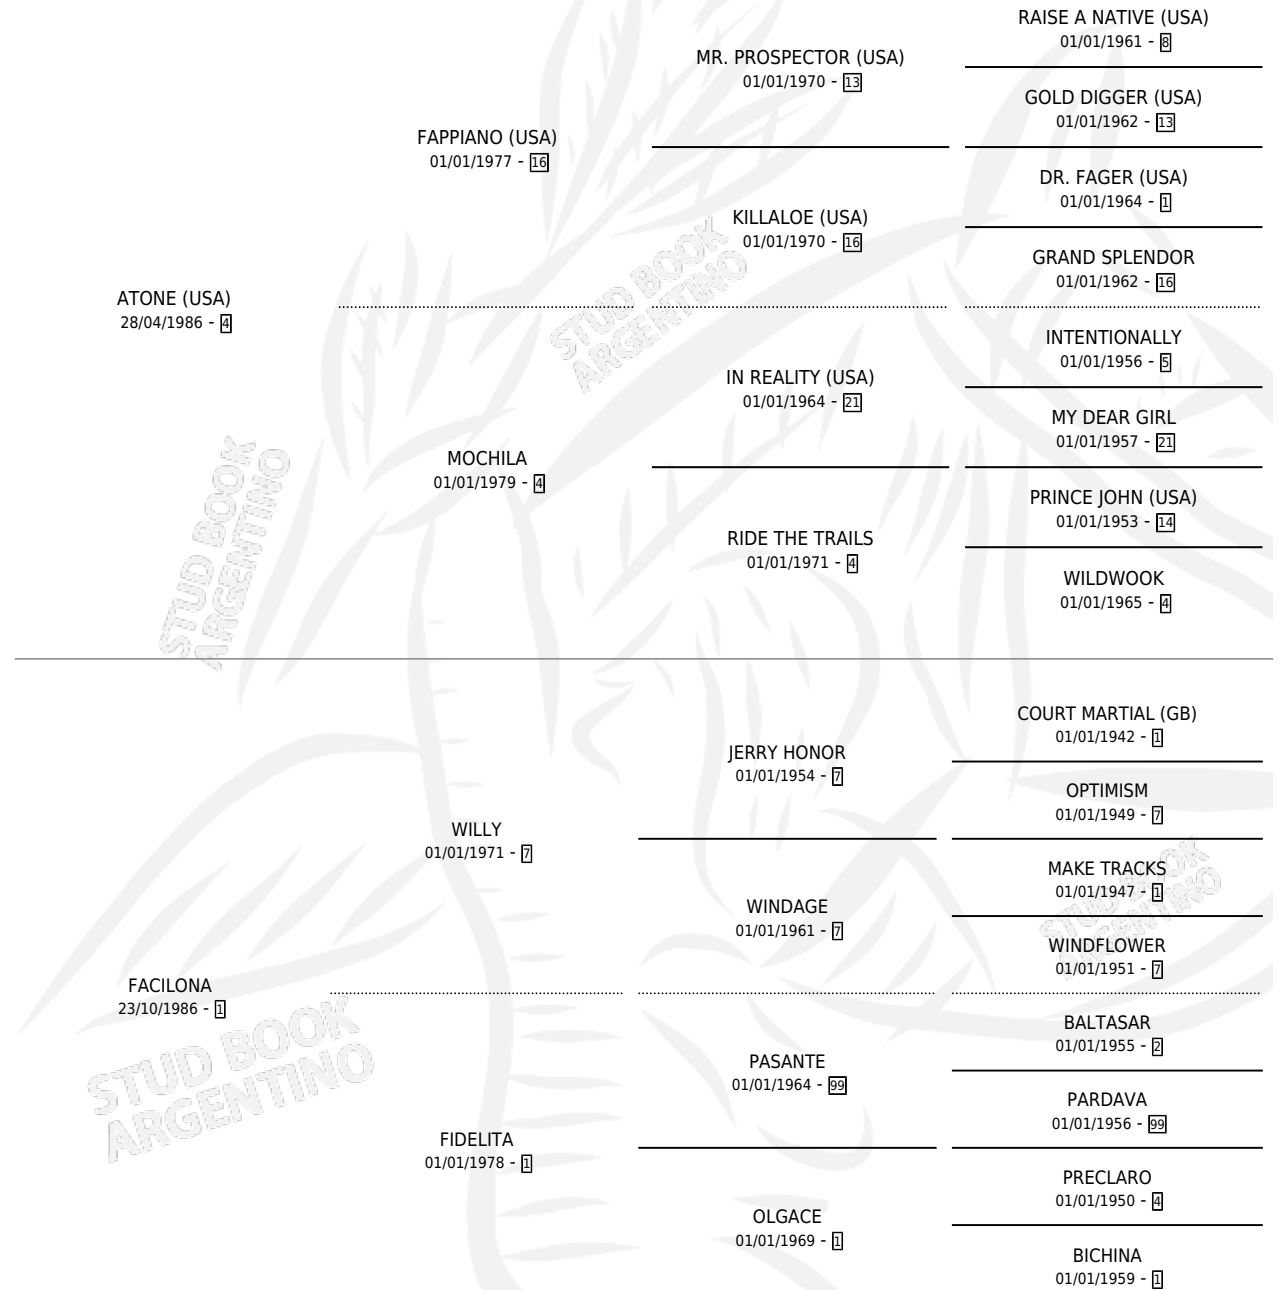 RAISE A NATIVE (USA)
01/01/1961 - 8
MR. PROSPECTOR (USA)
01/01/1970 - 13
GOLD DIGGER (USA)
01/01/1962 - 13
FAPPIANO (USA)
01/01/1977 - 16
DR. FAGER (USA)
01/01/1964 - 1
KILLALOE (USA)
01/01/1970 - 16
GRAND SPLENDOR
01/01/1962 - 16
ATONE (USA)
28/04/1986 - 4
INTENTIONALLY
01/01/1956 - 5
IN REALITY (USA)
01/01/1964 - 21
MY DEAR GIRL
01/01/1957 - 21
MOCHILA
01/01/1979 - 4
PRINCE JOHN (USA)
01/01/1953 - 14
RIDE THE TRAILS
01/01/1971 - 4
WILDWOOK
01/01/1965 - 4
COURT MARTIAL (GB)
01/01/1942 - 1
JERRY HONOR
01/01/1954 - 7
OPTIMISM
01/01/1949 - 7
WILLY
01/01/1971 - 7
MAKE TRACKS
01/01/1947 - 1
WINDAGE
01/01/1961 - 7
WINDFLOWER
01/01/1951 - 7
FACILONA
23/10/1986 - 1
BALTASAR
01/01/1955 - 2
PASANTE
01/01/1964 - 99
PARDAVA
01/01/1956 - 99
FIDELITA
01/01/1978 - 1
PRECLARO
01/01/1950 - 4
OLGACE
01/01/1969 - 1
BICHINA
01/01/1959 - 1
STUD BOOK
ARGENTINO
STUD BOOK
ARGENTINO
STUD BOOK
ARGENTINO
STUD BOOK
ARGENTINO